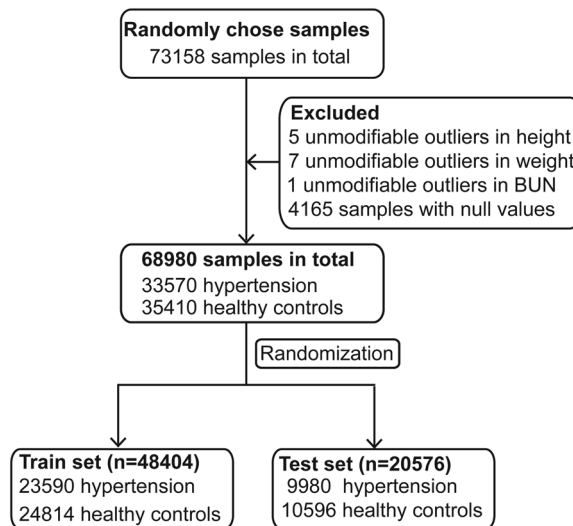 Randomly chose samples
73158 samples in total
Excluded
5 unmodifiable outliers in height
7 unmodifiable outliers in weight
1 unmodifiable outliers in BUN
4165 samples with null values
68980 samples in total
33570 hypertension
35410 healthy controls
Randomization
Train set (n=48404)
23590 hypertension
24814 healthy controls
Test set (n=20576)
9980 hypertension
10596 healthy controls